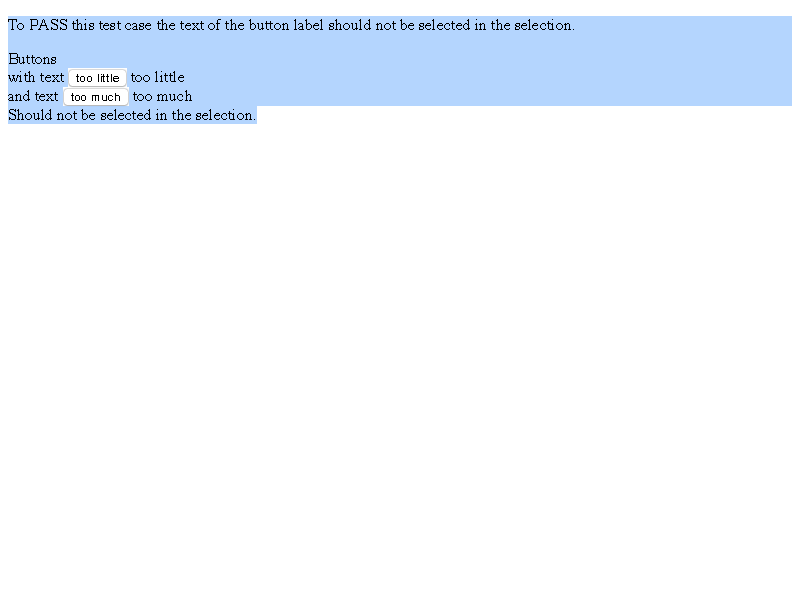 To PASS this test case the text of the button label should not be selected in the selection.
Buttons
with text too little too little
and text too much too much
Should not be selected in the selection.